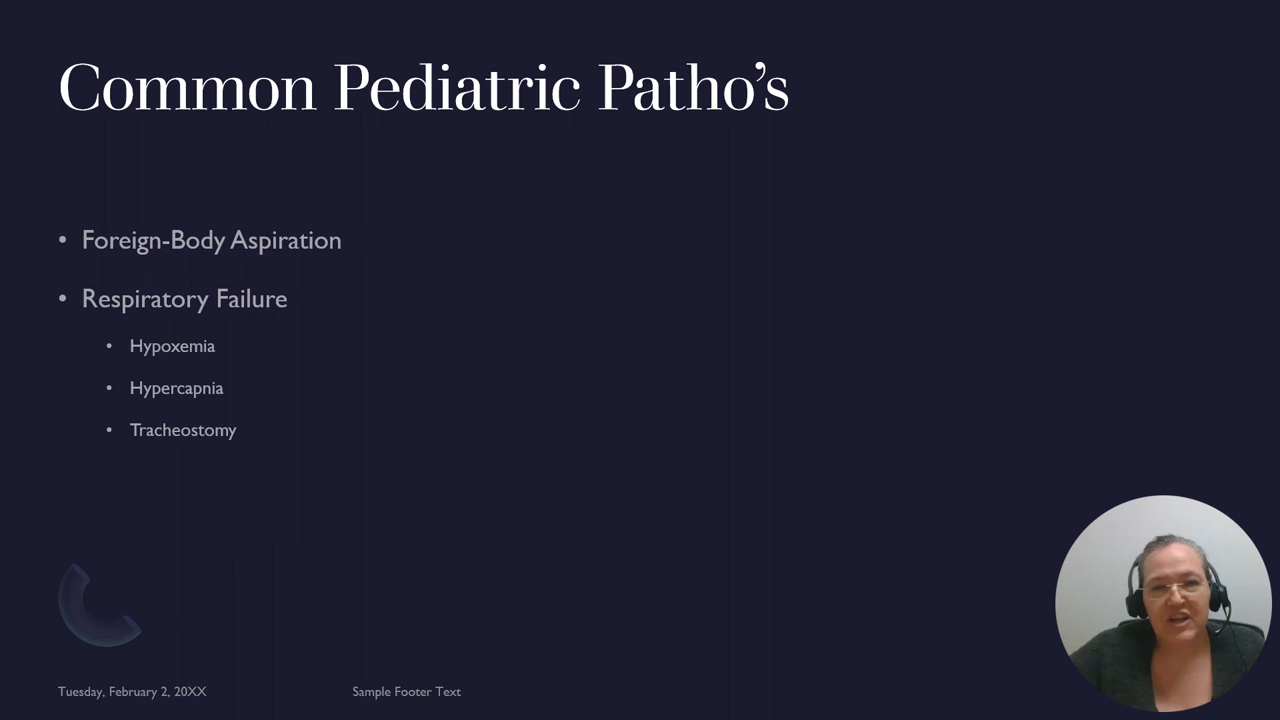 Common Pediatric Patho’s
• Foreign-Body Aspiration
• Respiratory Failure
• Hypoxemia
• Hypercapnia
• Tracheostomy
Tuesday, February 2, 20XX
Sample Footer Text